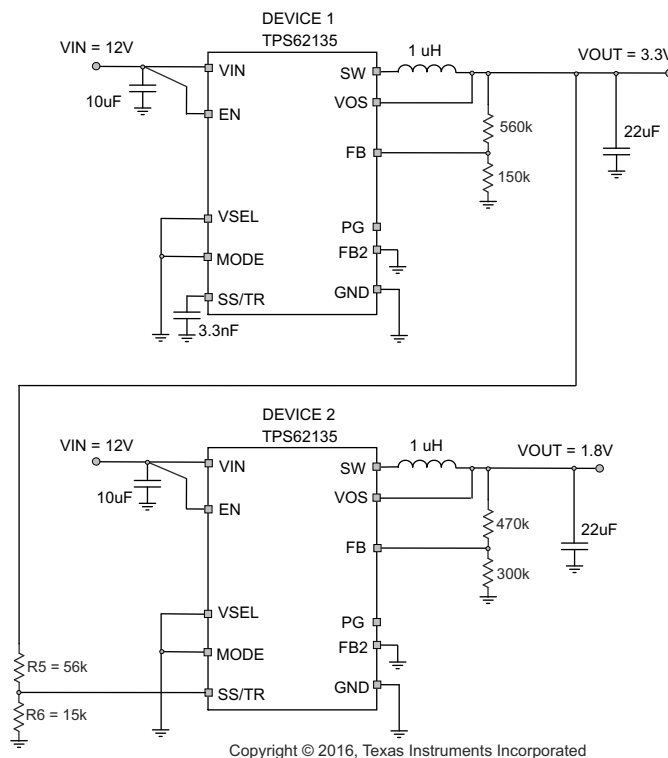 DEVICE 1
TPS62135
VIN = 12V
10uF
VIN
EN
VSEL
MODE
SS/TR
3.3nF
SW
VOS
FB
PG
FB2
GND
1 uH
VOUT = 3.3V
560k
150k
22uF
DEVICE 2
TPS62135
VIN = 12V
10uF
VIN
EN
VSEL
MODE
SS/TR
SW
VOS
FB
PG
FB2
GND
1 uH
VOUT = 1.8V
470k
300k
22uF
R5 = 56k
R6 = 15k
Copyright © 2016, Texas Instruments Incorporated